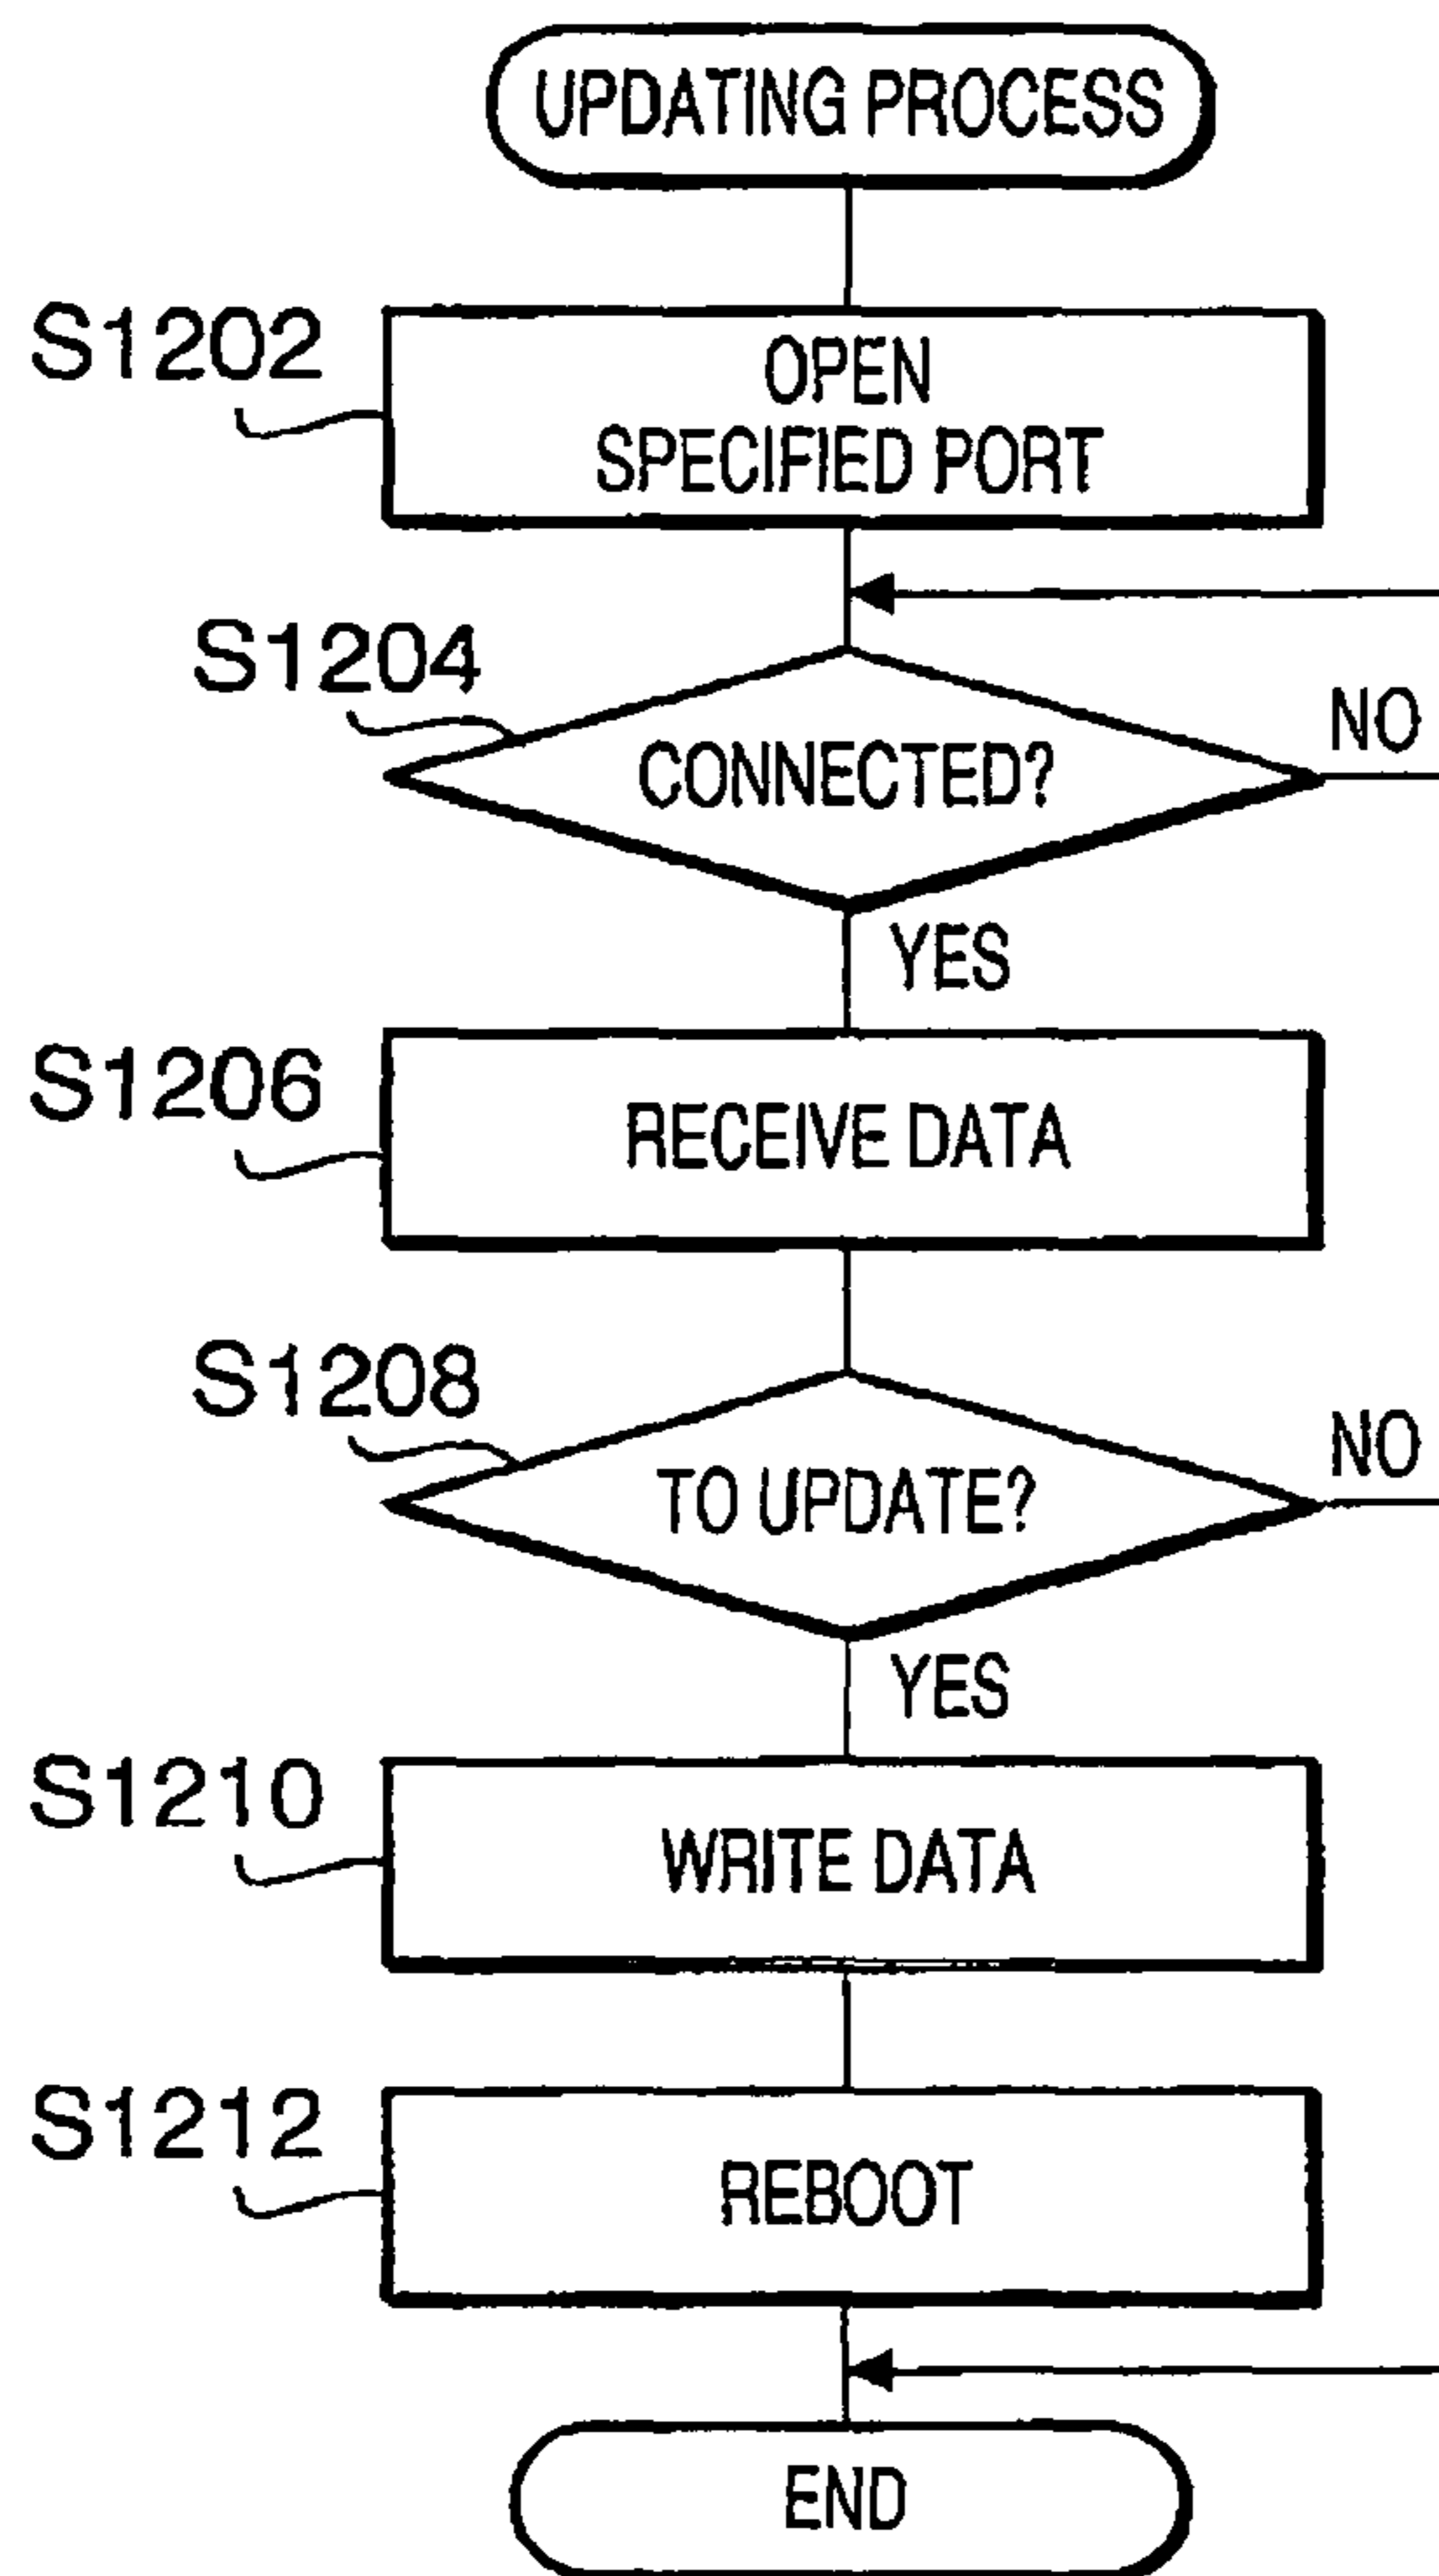 UPDATING PROCESS
S1202
OPEN
SPECIFIED PORT
S1204
CONNECTED?
NO
YES
S1206
RECEIVE DATA
S1208
TO UPDATE?
NO
YES
S1210
WRITE DATA
S1212
REBOOT
END